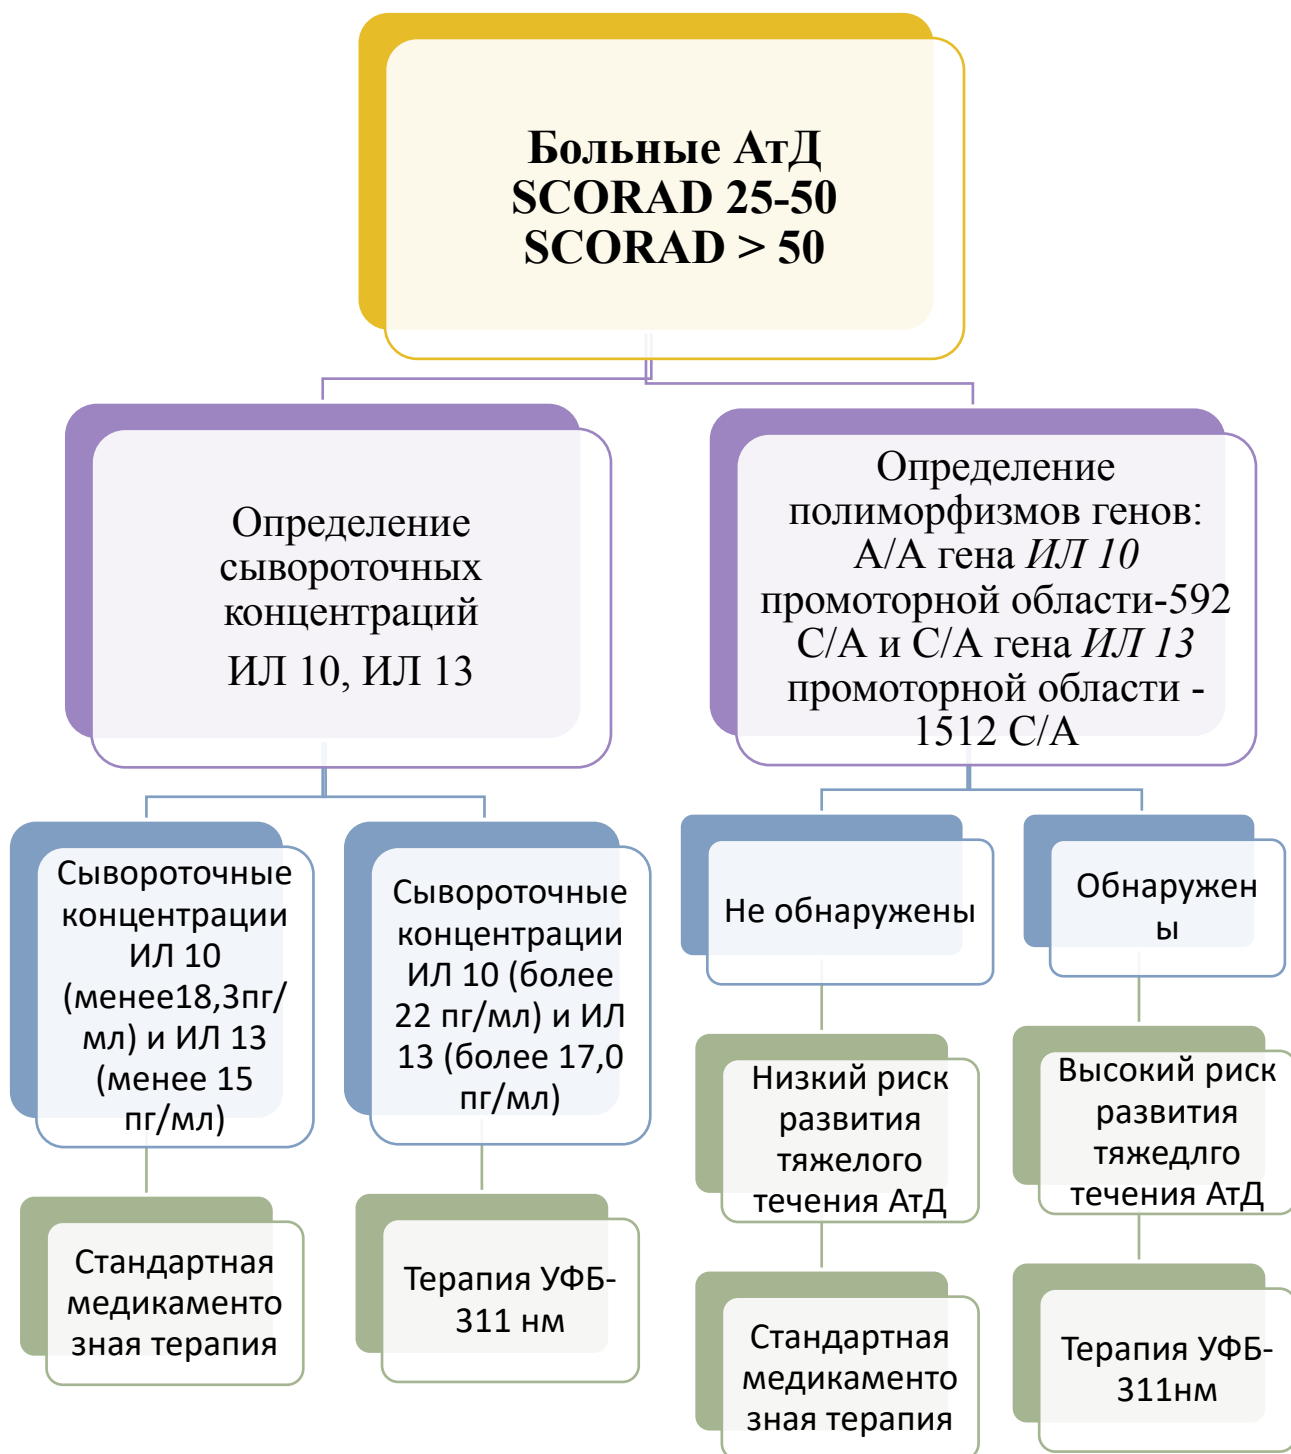 Больные АтД
SCORAD 25-50
SCORAD > 50
Определение
сывороточных
концентраций
ИЛ 10, ИЛ 13
Определение
полиморфизмов генов:
А/А гена ИЛ 10
промоторной области-592
С/А и С/А гена ИЛ 13
промоторной области -
1512 С/А
Сывороточные
концентрации
ИЛ 10
(менее18,3пг/
мл) и ИЛ 13
(менее 15
пг/мл)
Сывороточные
концентрации
ИЛ 10 (более
22 пг/мл) и ИЛ
13 (более 17,0
пг/мл)
Не обнаружены
Обнаружен
ы
Низкий риск
развития
тяжелого
течения АтД
Высокий риск
развития
тяжедлго
течения АтД
Стандартная
медикаменто
зная терапия
Терапия УФБ-
311 нм
Стандартная
медикаменто
зная терапия
Терапия УФБ-
311нм